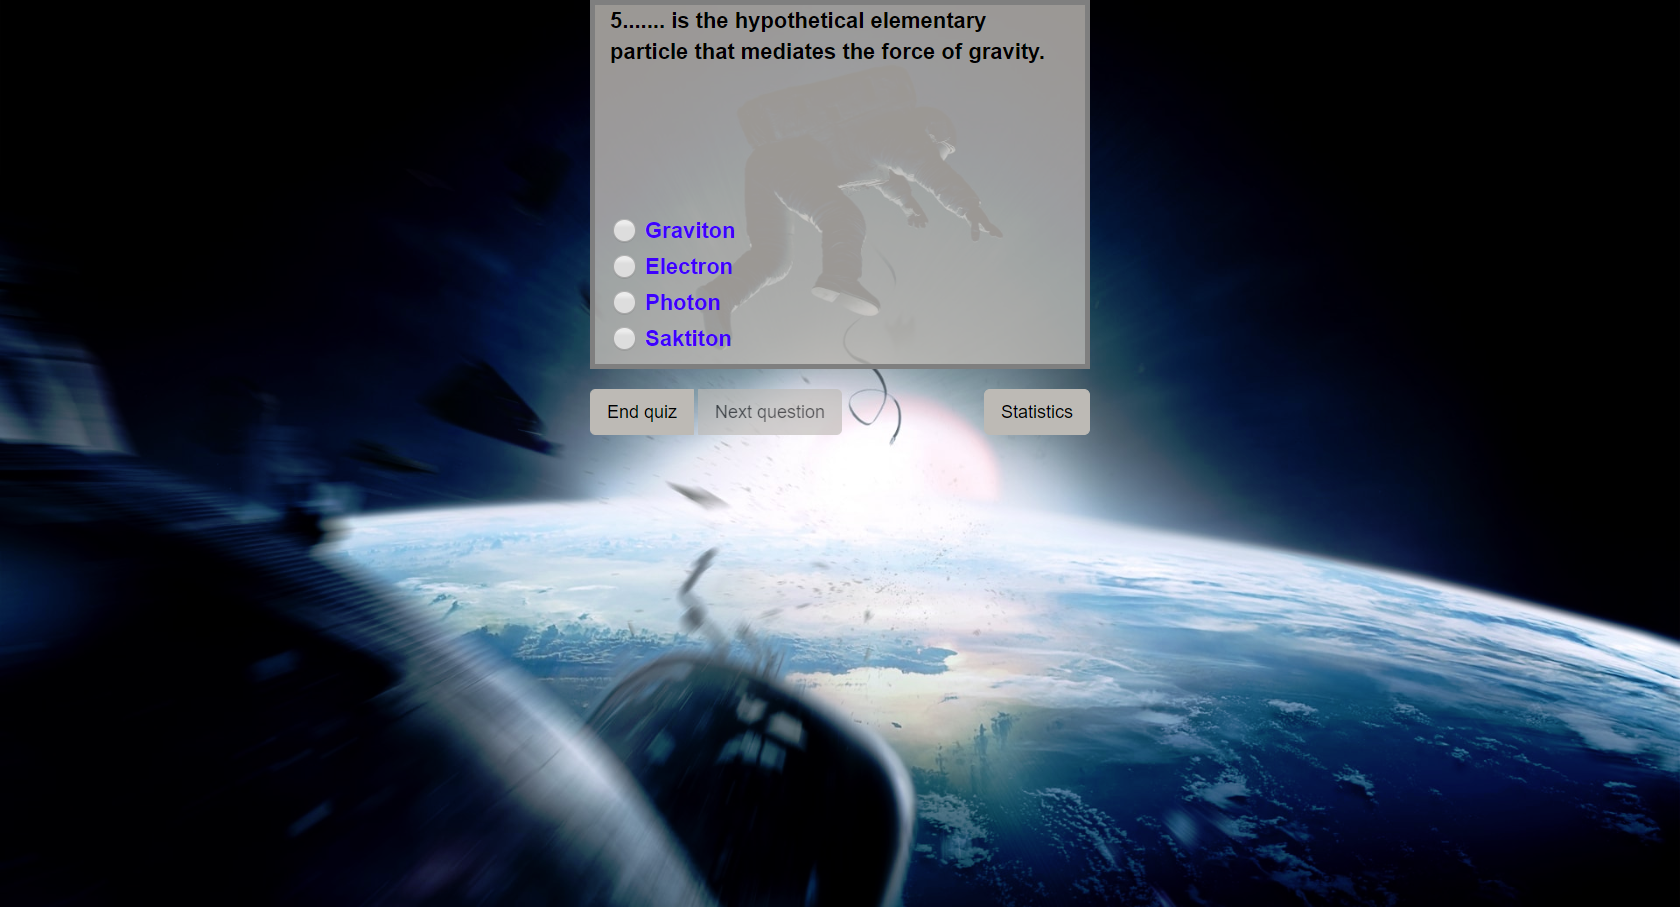 5....... is the hypothetical elementary
particle that mediates the force of gravity.
Graviton
Electron
Photon
Saktiton
End quiz
Next question
Statistics